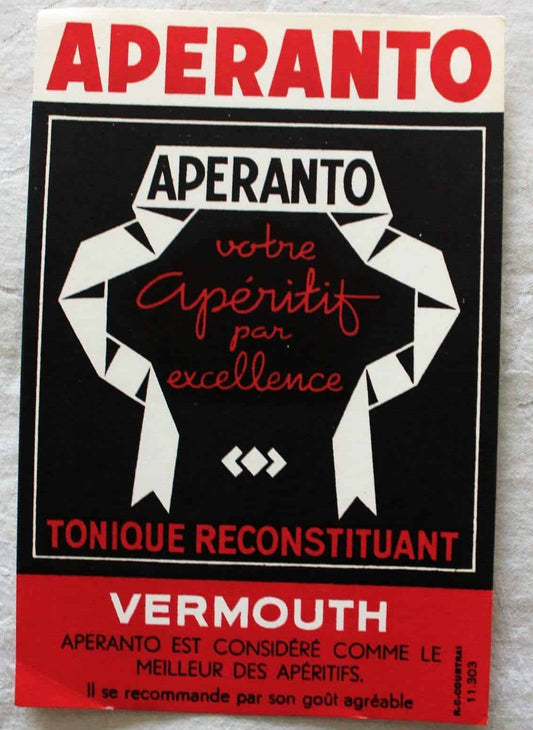 APERANTO
APERANTO
votre
apéritif
par
excellence
TONIQUE RECONSTITUANT
VERMOUTH
APERANTO EST CONSIDÉRÉ COMME LE
MEILLEUR DES APÉRITIFS.
Il se recommande par son goût agréable
R.C. COURTRAI
11.303